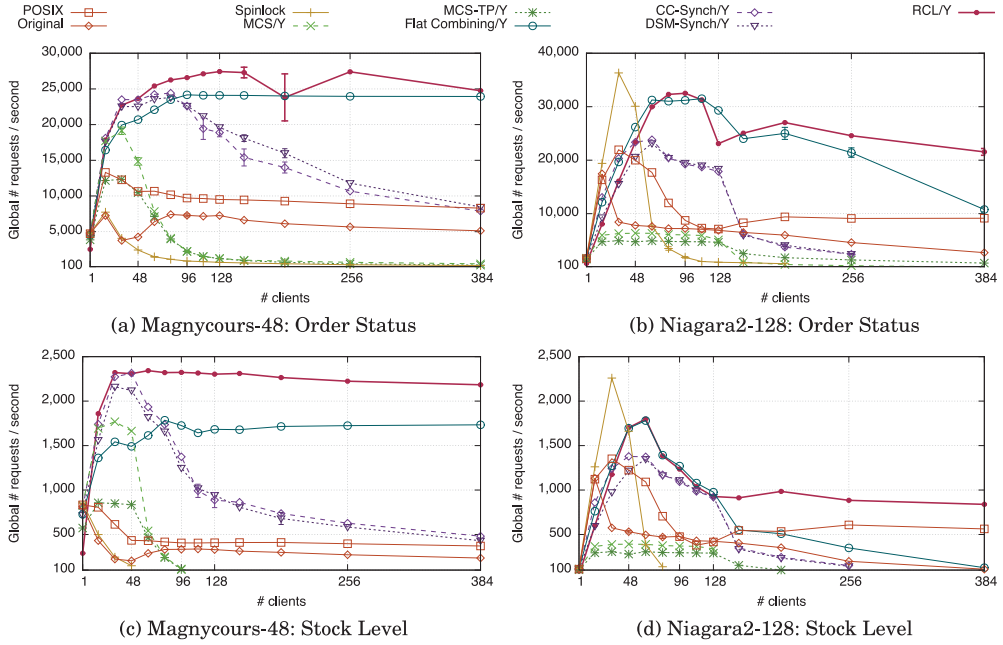 POSIX Spinlock MCS-TP/Y CC-Synch/Y RCL/Y
Original MCS/Y Flat Combining/Y DSM-Synch/Y
30,000
25,000
20,000
15,000
10,000
5,000
100
Global # requests / second
1 48 96 128 256 384
# clients
(a) Magnycours-48: Order Status
40,000
30,000
20,000
10,000
100
Global # requests / second
1 48 96 128 256 384
# clients
(b) Niagara2-128: Order Status
2,500
2,000
1,500
1,000
500
100
Global # requests / second
1 48 96 128 256 384
# clients
(c) Magnycours-48: Stock Level
2,500
2,000
1,500
1,000
500
100
Global # requests / second
1 48 96 128 256 384
# clients
(d) Niagara2-128: Stock Level